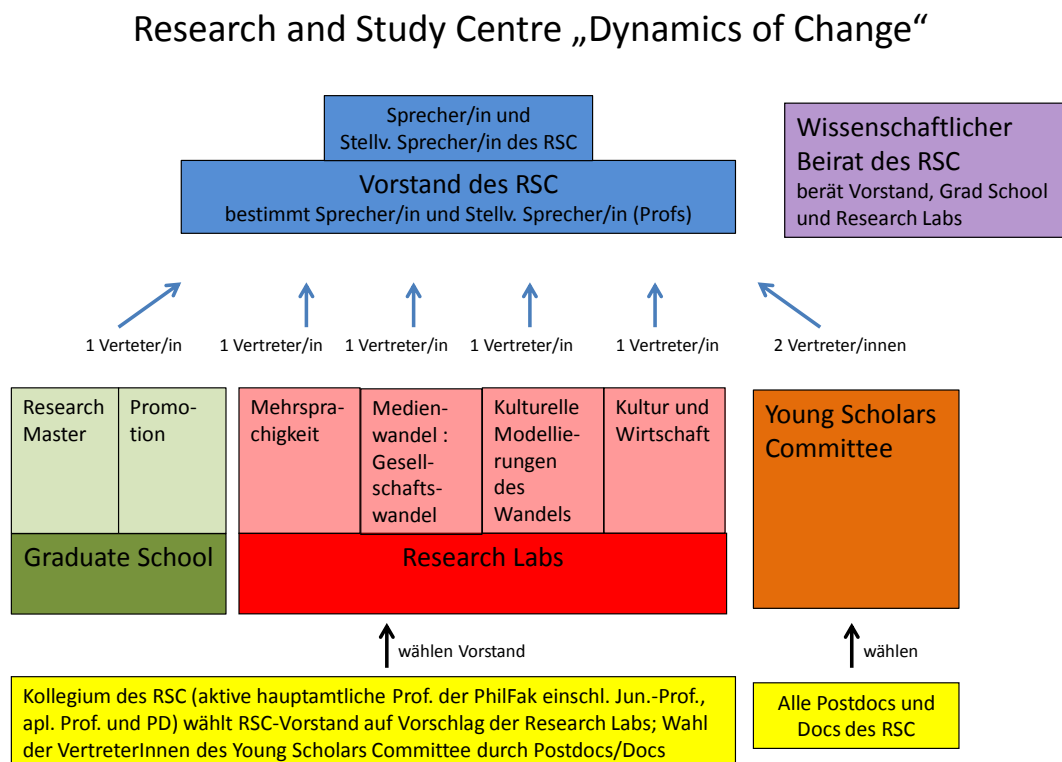 Research and Study Centre „Dynamics of Change“
Sprecher/in und
Stellv. Sprecher/in des RSC
Vorstand des RSC
bestimmt Sprecher/in und Stellv. Sprecher/in (Profs)
Wissenschaftlicher
Beirat des RSC
berät Vorstand, Grad School
und Research Labs
1 Verteter/in
1 Vertreter/in
1 Vertreter/in
1 Vertreter/in
1 Vertreter/in
2 Vertreter/innen
Research
Master
Promo-
tion
Graduate School
Mehrspra-
chigkeit
Medien-
wandel :
Gesell-
schafts-
wandel
Kulturelle
Modellie-
rungen
des
Wandels
Kultur und
Wirtschaft
Research Labs
Young Scholars
Committee
wählen Vorstand
wählen
Kollegium des RSC (aktive hauptamtliche Prof. der PhilFak einschl. Jun.-Prof.,
apl. Prof. und PD) wählt RSC-Vorstand auf Vorschlag der Research Labs; Wahl
der VertreterInnen des Young Scholars Committee durch Postdocs/Docs
Alle Postdocs und
Docs des RSC